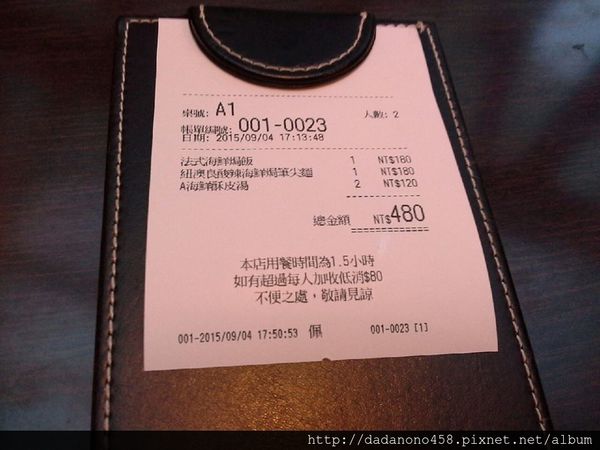 桌號: A1 人數: 2
帳單編號: 001-0023
日期: 2015/09/04 17:13:48
法式海鮮焗飯 1 NT$180
紐澳良酸辣海鮮焗筆尖麵 1 NT$180
A海鮮酥皮湯 2 NT$120
總金額 NT$480
本店用餐時間為1.5小時
如有超過每人加收低消$80
不便之處，敬請見諒
001-2015/09/04 17:50:53 佩 001-0023 [1]
http://dadanono458.pixnet.net/album